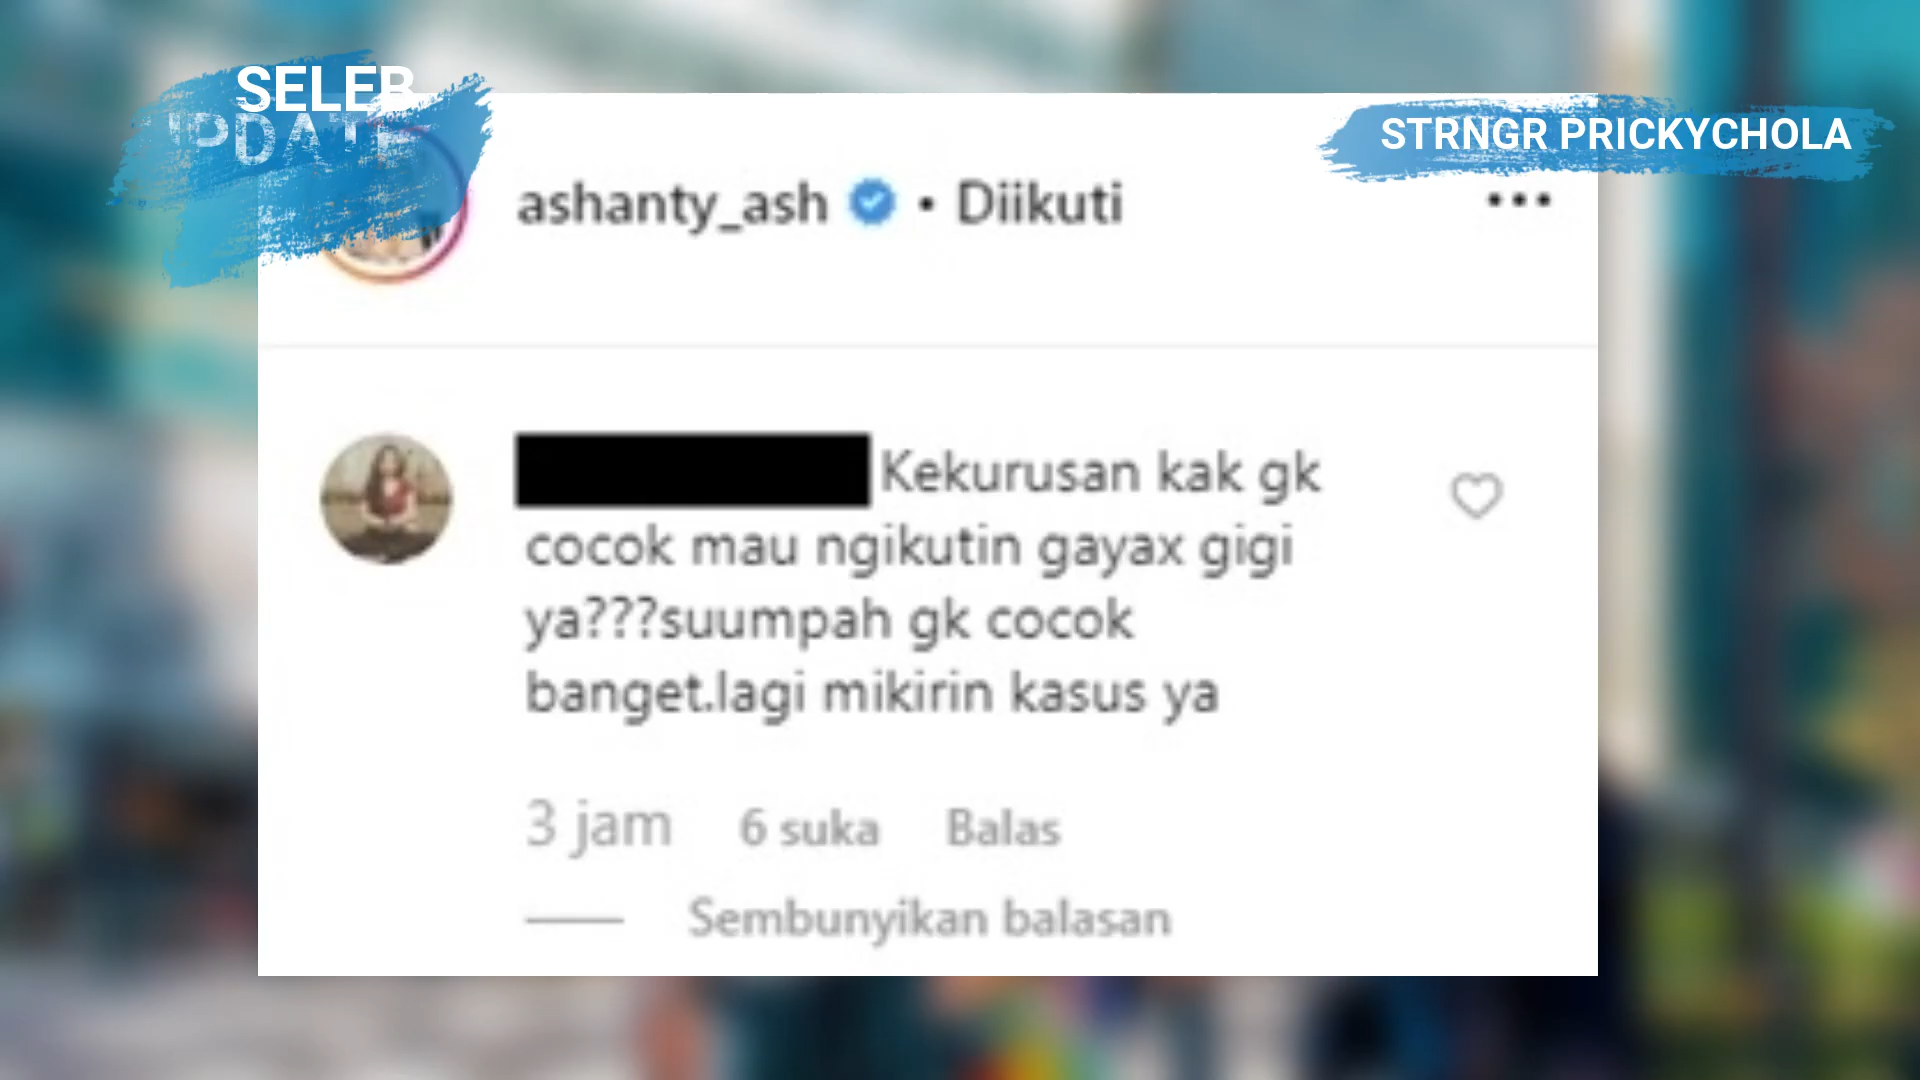 SELEB
UPDATE
STRNGR PRICKYCHOLA
ashanty_ash • Diikuti
Kekurusan kak gk
cocok mau ngikutin gayax gigi
ya???suumpah gk cocok
banget.lagi mikirin kasus ya
3 jam 6 suka Balas
Sembunyikan balasan